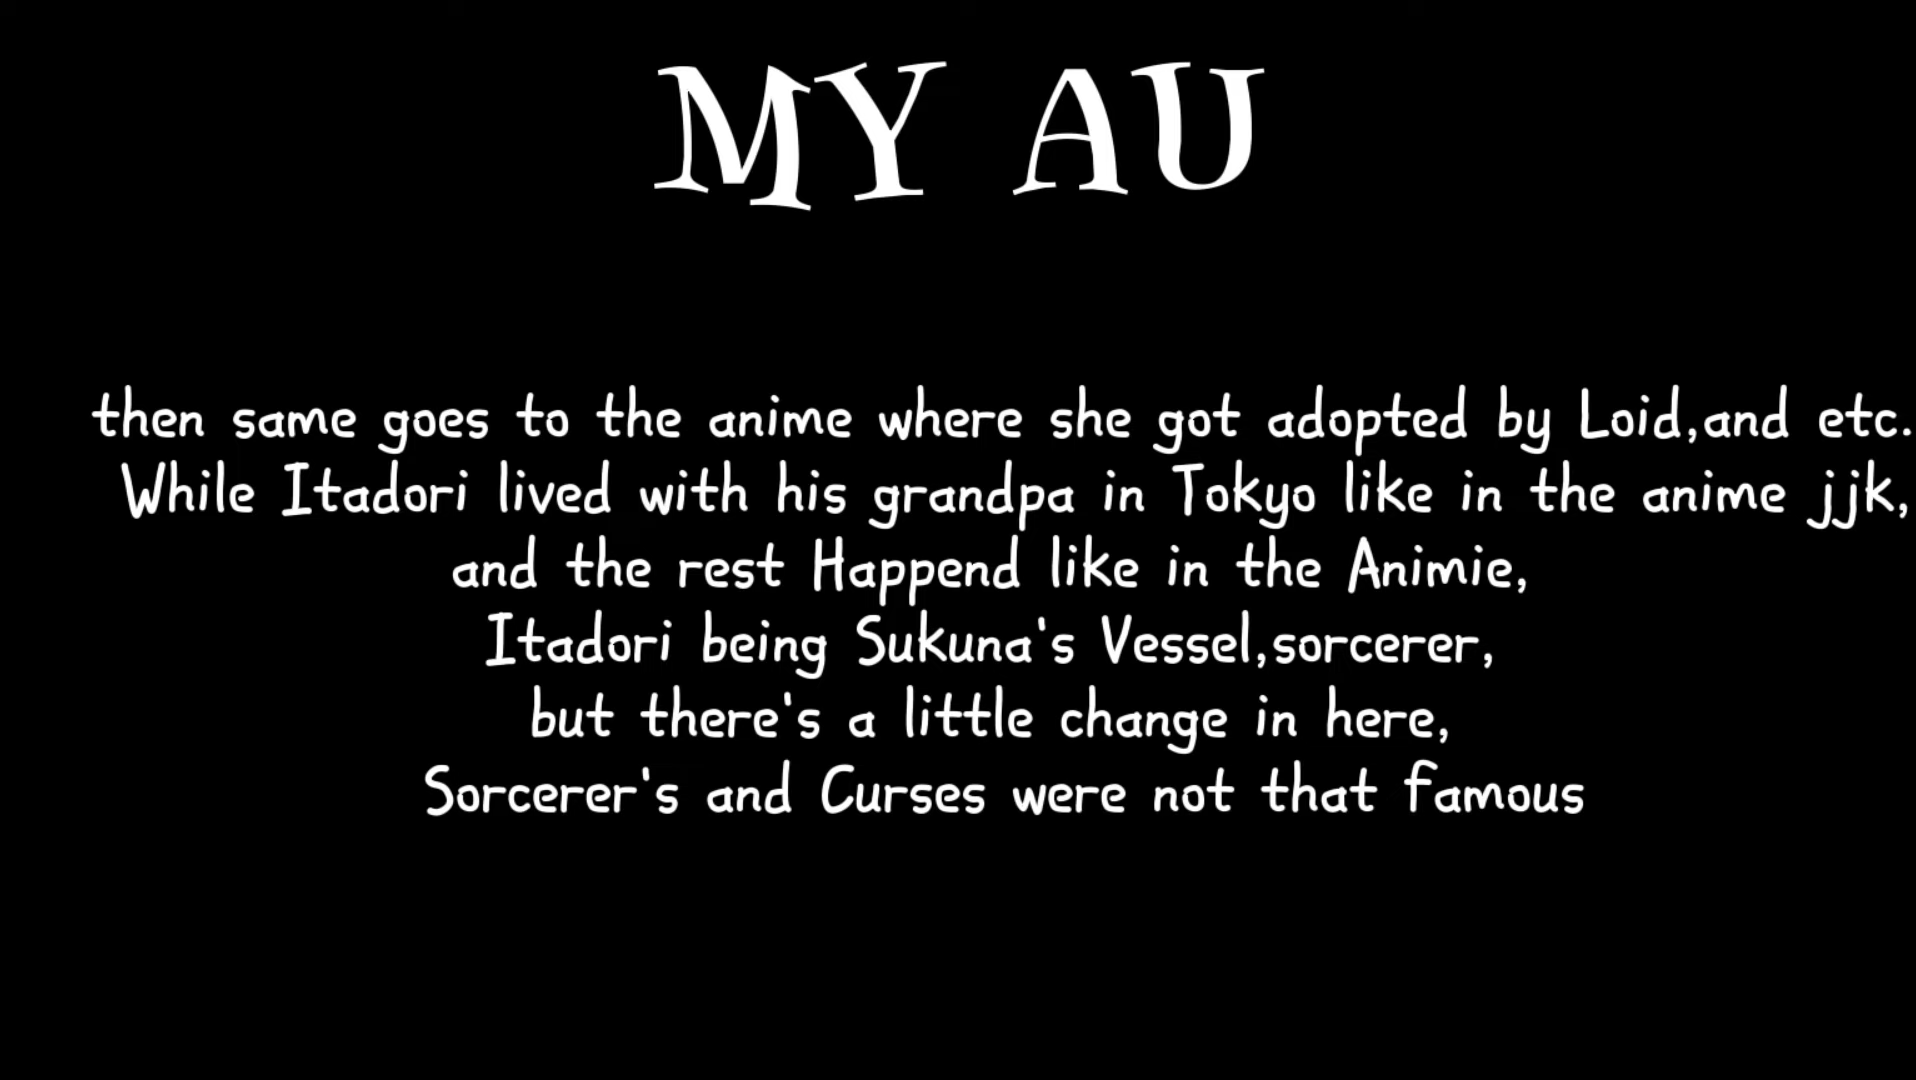 MY AU
then same goes to the anime where she got adopted by Loid,and etc.
While Itadori lived with his grandpa in Tokyo like in the anime jjk,
and the rest Happend like in the Animie,
Itadori being Sukuna's Vessel,sorcerer,
but there's a little change in here,
Sorcerer's and Curses were not that famous